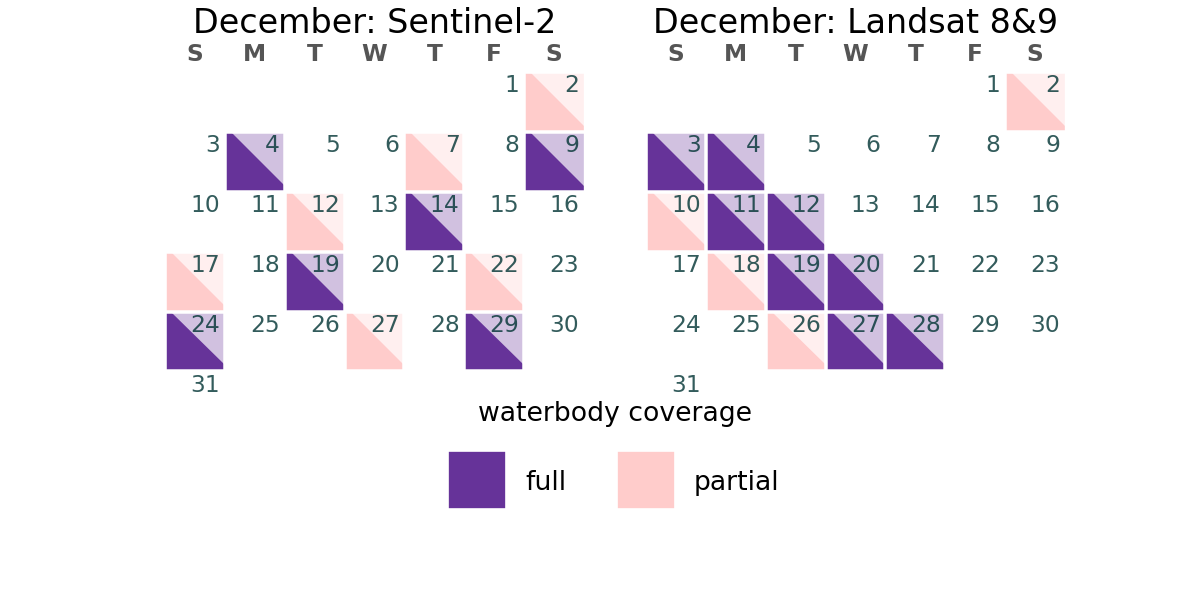 December: Sentinel-2
S M T W T F S
1 2
3 4 5 6 7 8 9
10 11 12 13 14 15 16
17 18 19 20 21 22 23
24 25 26 27 28 29 30
31
December: Landsat 8&9
S M T W T F S
1 2
3 4 5 6 7 8 9
10 11 12 13 14 15 16
17 18 19 20 21 22 23
24 25 26 27 28 29 30
31
waterbody coverage
full
partial